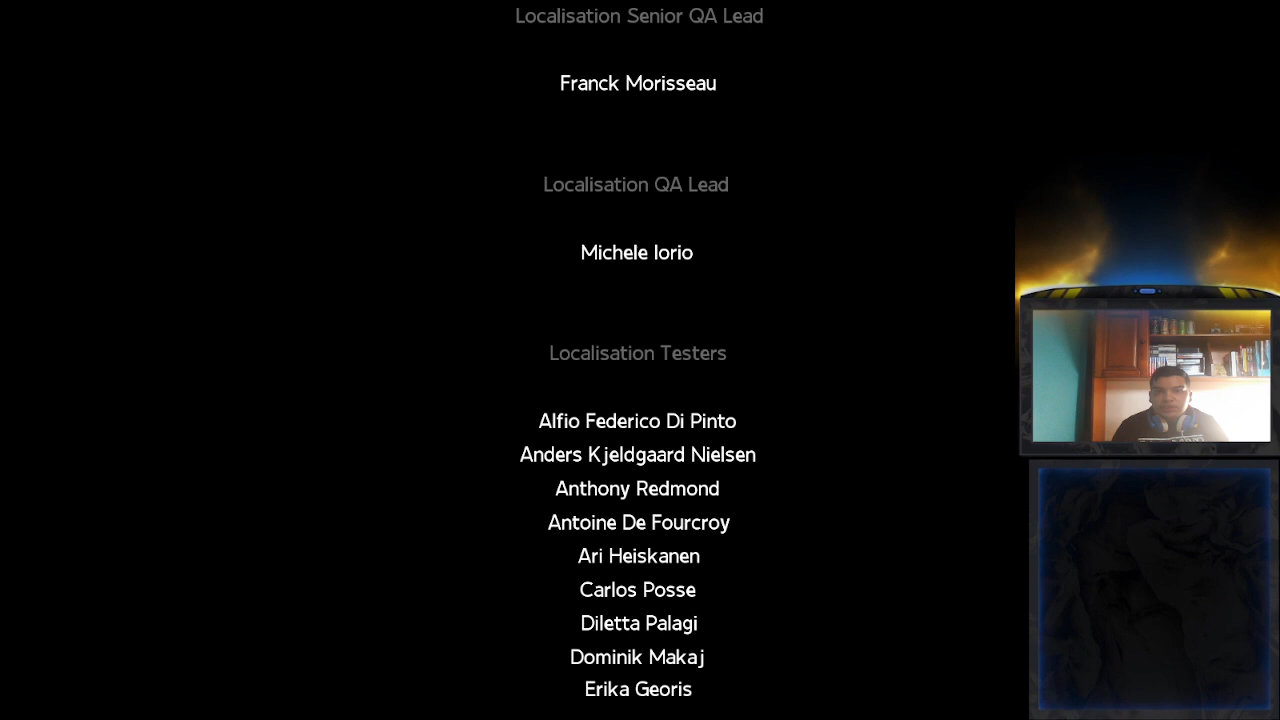 Localisation Senior QA Lead
Franck Morisseau
Localisation QA Lead
Michele Iorio
Localisation Testers
Alfio Federico Di Pinto
Anders Kjeldgaard Nielsen
Anthony Redmond
Antoine De Fourcroy
Ari Heiskanen
Carlos Posse
Diletta Palagi
Dominik Makaj
Erika Georis